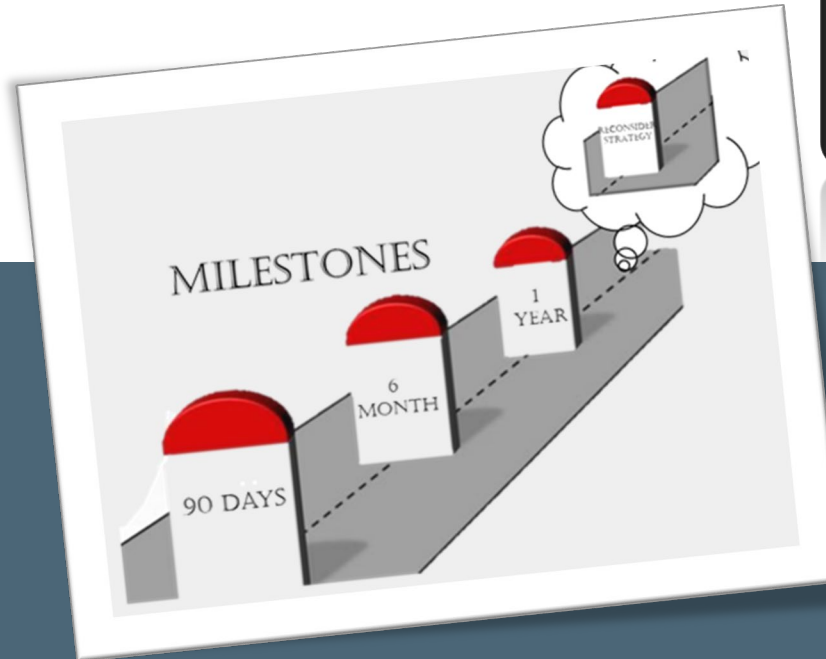 MILESTONES
90 DAYS
6
MONTH
1
YEAR
RECONSIDER
STRATEGY